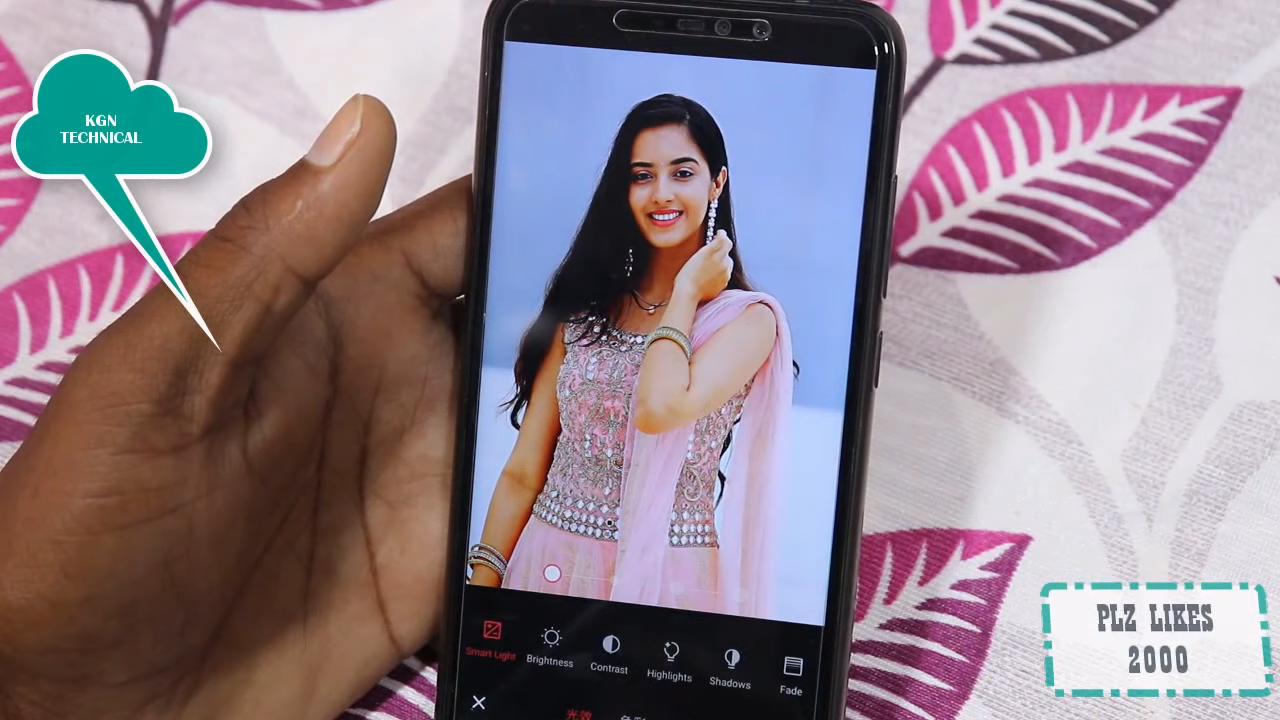 KGN
TECHNICAL
Smart Light
Brightness
Contrast
Highlights
Shadows
Fade
光效
PLZ LIKES
2000